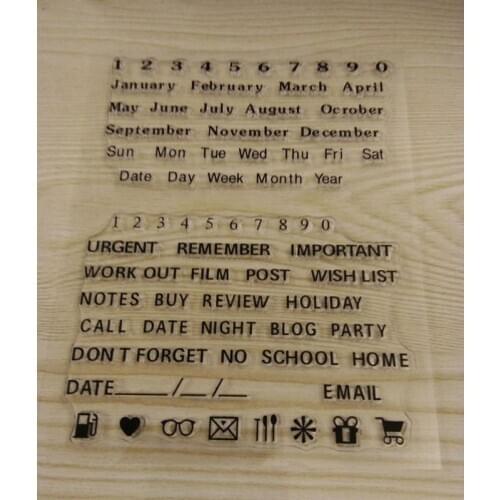 1 2 3 4 5 6 7 8 9 0
January February March April
May June July August Ocrober
September November December
Sun Mon Tue Wed Thu Fri Sat
Date Day Week Month Year
1 2 3 4 5 6 7 8 9 0
URGENT REMEMBER IMPORTANT
WORK OUT FILM POST WISH LIST
NOTES BUY REVIEW HOLIDAY
CALL DATE NIGHT BLOG PARTY
DON T FORGET NO SCHOOL HOME
DATE____/__/__ EMAIL